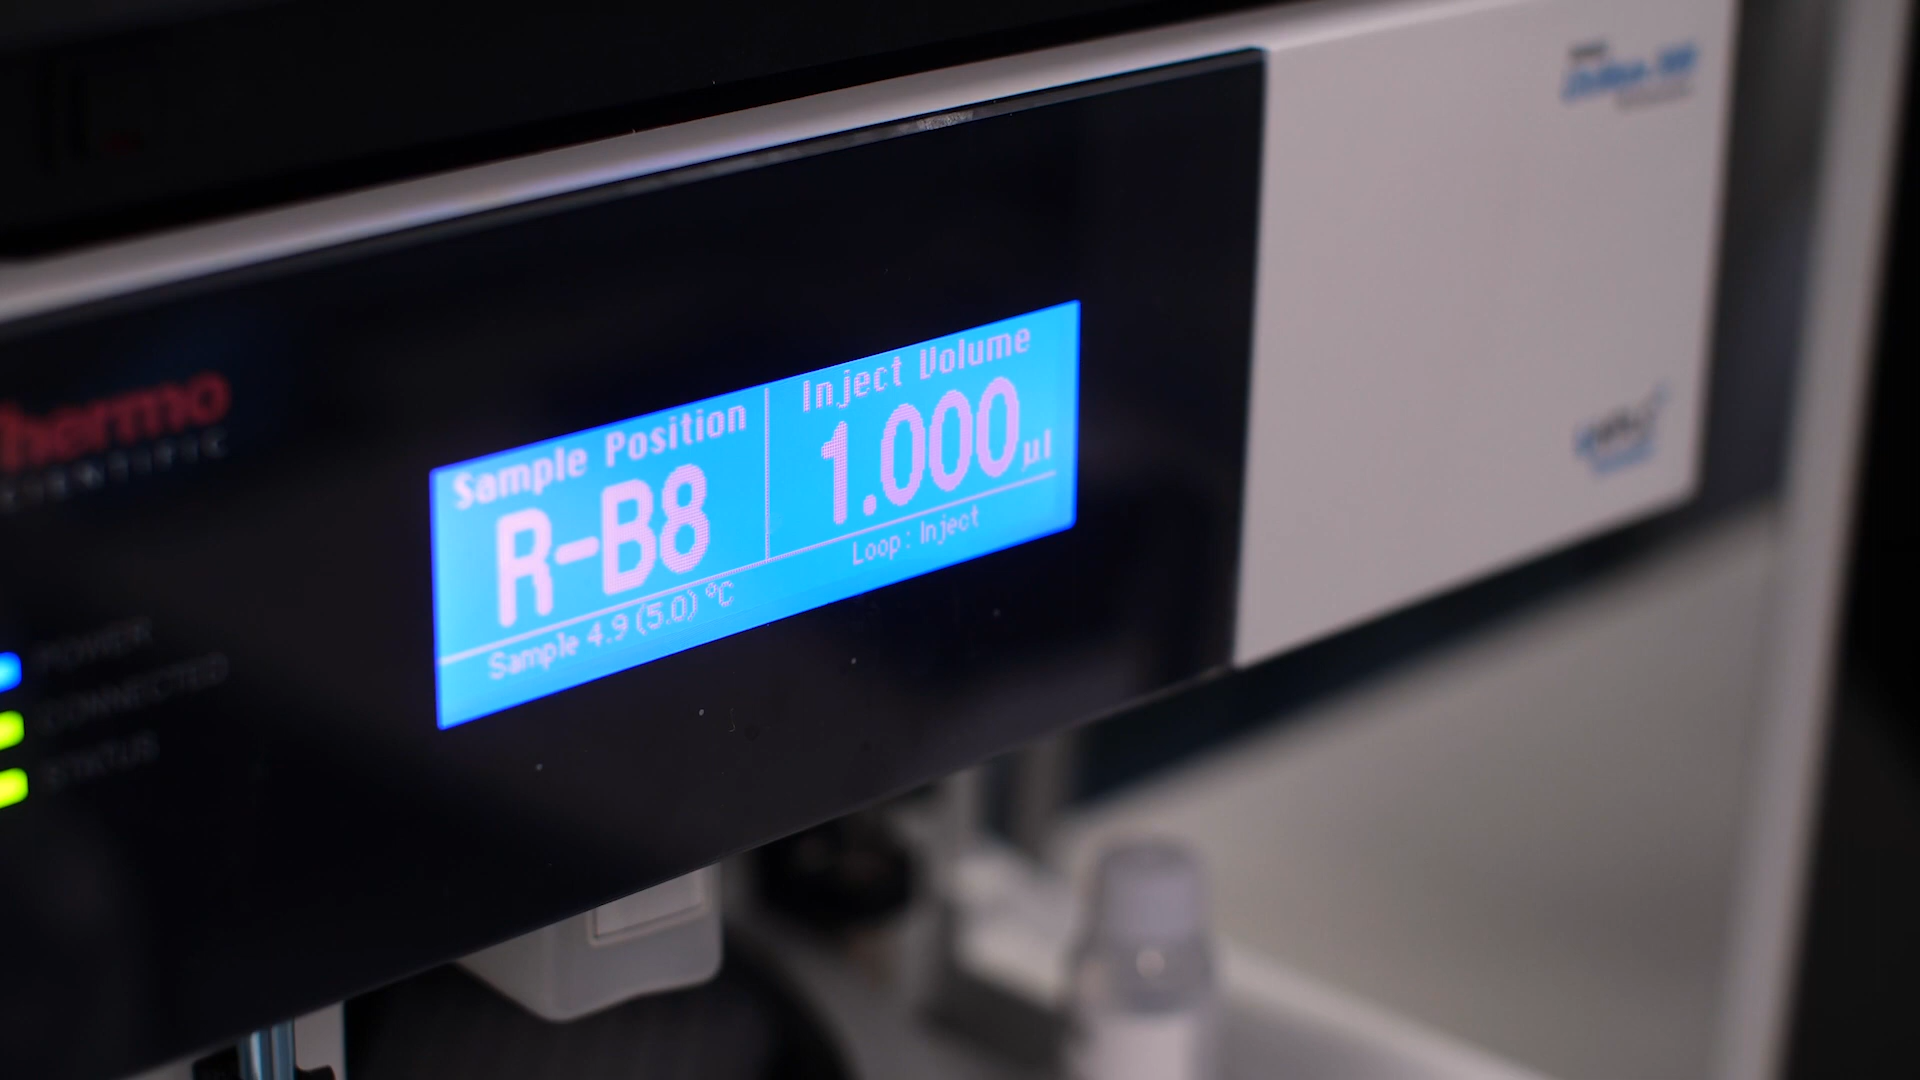 thermo
SCIENTIFIC
Sample Position
R-B8
Sample 4.9 (5.0) °C
Inject Volume
1.000 µl
Loop: Inject
POWER
CONNECTED
STATUS